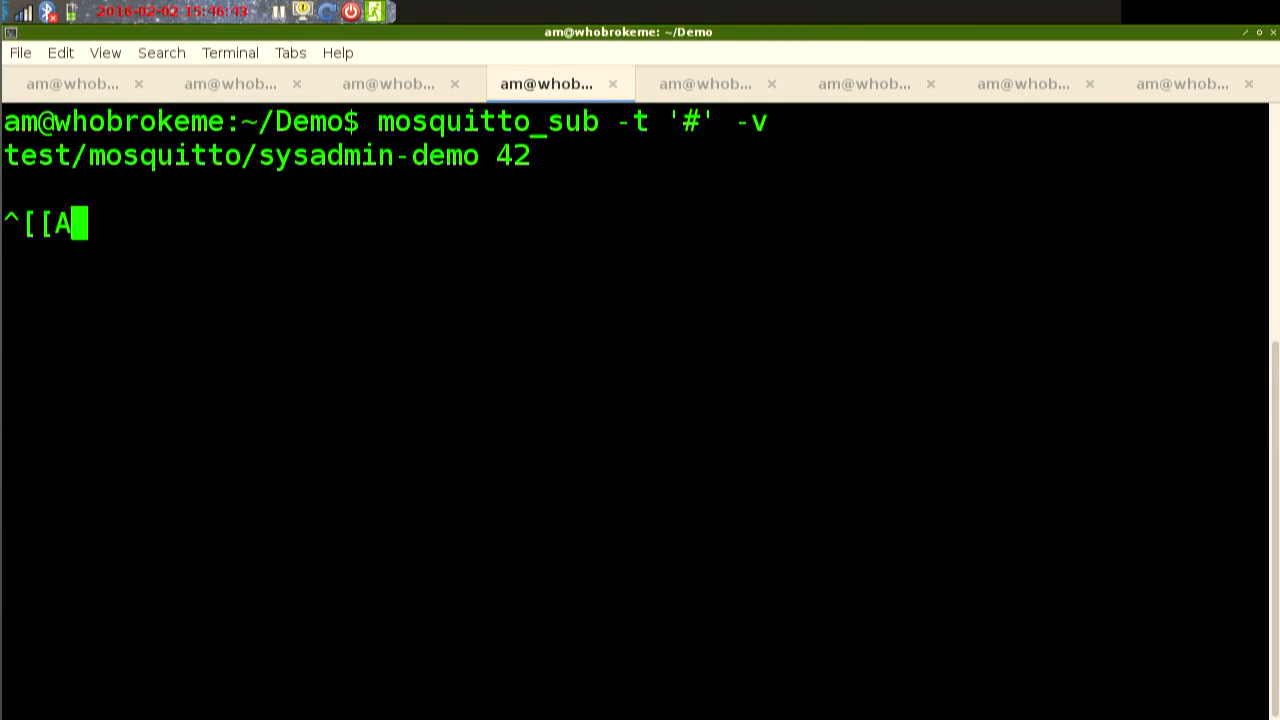 2016-02-02 15:46:43
am@whobrokeme: ~/Demo
File Edit View Search Terminal Tabs Help
am@whob... × am@whob... × am@whob... × am@whob... × am@whob... × am@whob... × am@whob... × am@whob... ×
am@whobrokeme:~/Demo$ mosquitto_sub -t '#' -v
test/mosquitto/sysadmin-demo 42
^[[A